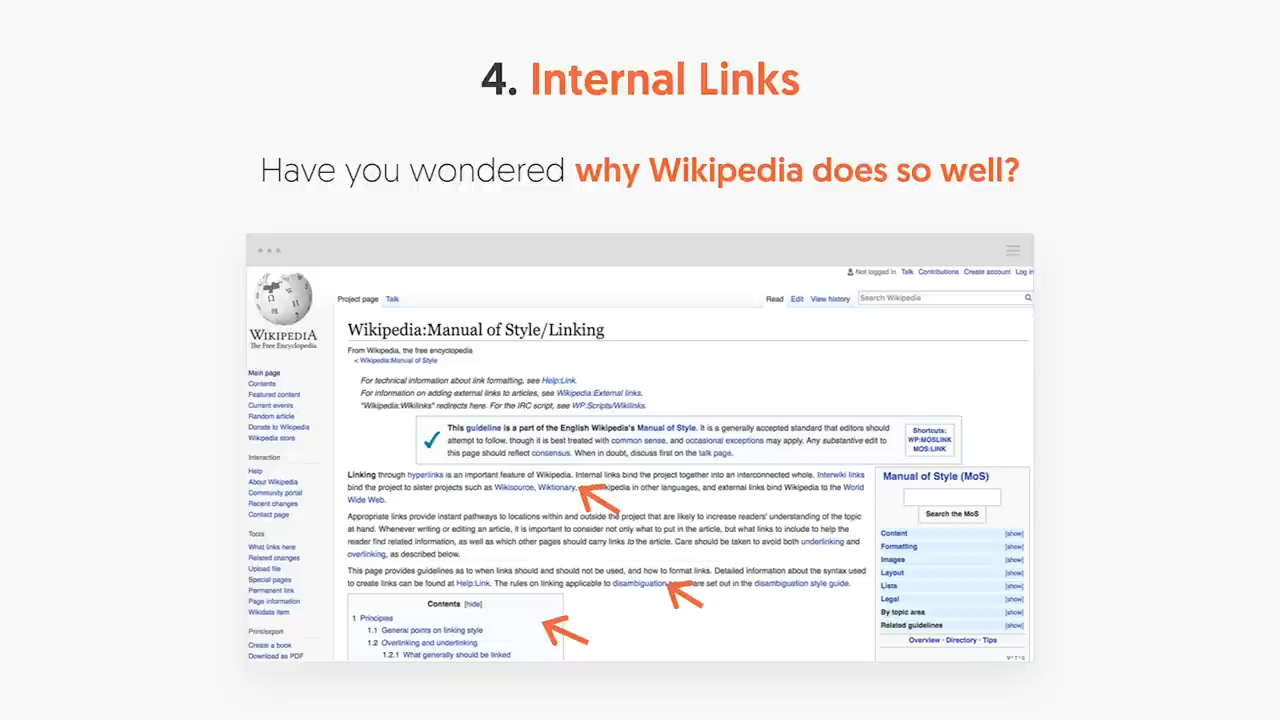 4. Internal Links
Have you wondered why Wikipedia does so well?
Not logged in Talk Contributions Create account Log in
Project page Talk
Read Edit View history Search Wikipedia
WIKIPEDIA
The Free Encyclopedia
Main page
Contents
Featured content
Current events
Random article
Donate to Wikipedia
Wikipedia store
Interaction
Help
About Wikipedia
Community portal
Recent changes
Contact page
Tools
What links here
Related changes
Upload file
Special pages
Permanent link
Page information
Wikidata item
Print/export
Create a book
Download as PDF
Wikipedia:Manual of Style/Linking
From Wikipedia, the free encyclopedia
< Wikipedia:Manual of Style
For technical information about link formatting, see Help:Link.
For information on adding external links to articles, see Wikipedia:External links.
"Wikipedia:Wikilinks" redirects here. For the IRC script, see WP:Scripts/Wikilinks.
This guideline is a part of the English Wikipedia's Manual of Style. It is a generally accepted standard that editors should
attempt to follow, though it is best treated with common sense, and occasional exceptions may apply. Any substantive edit to
this page should reflect consensus. When in doubt, discuss first on the talk page.
Shortcuts:
WP:MOSLINK
MOS:LINK
Linking through hyperlinks is an important feature of Wikipedia. Internal links bind the project together into an interconnected whole. Interwiki links
bind the project to sister projects such as Wikisource, Wiktionary, kipedia in other languages, and external links bind Wikipedia to the World
Wide Web.
Appropriate links provide instant pathways to locations within and outside the project that are likely to increase readers' understanding of the topic
at hand. Whenever writing or editing an article, it is important to consider not only what to put in the article, but what links to include to help the
reader find related information, as well as which other pages should carry links to the article. Care should be taken to avoid both underlinking and
overlinking, as described below.
This page provides guidelines as to when links should and should not be used, and how to format links. Detailed information about the syntax used
to create links can be found at Help:Link. The rules on linking applicable to disambiguation are set out in the disambiguation style guide.
Contents [hide]
1 Principles
1.1 General points on linking style
1.2 Overlinking and underlinking
1.2.1 What generally should be linked
Manual of Style (MoS)
Search the MoS
Content [show]
Formatting [show]
Images [show]
Layout [show]
Lists [show]
Legal [show]
By topic area [show]
Related guidelines [show]
Overview · Directory · Tips
V·T·E